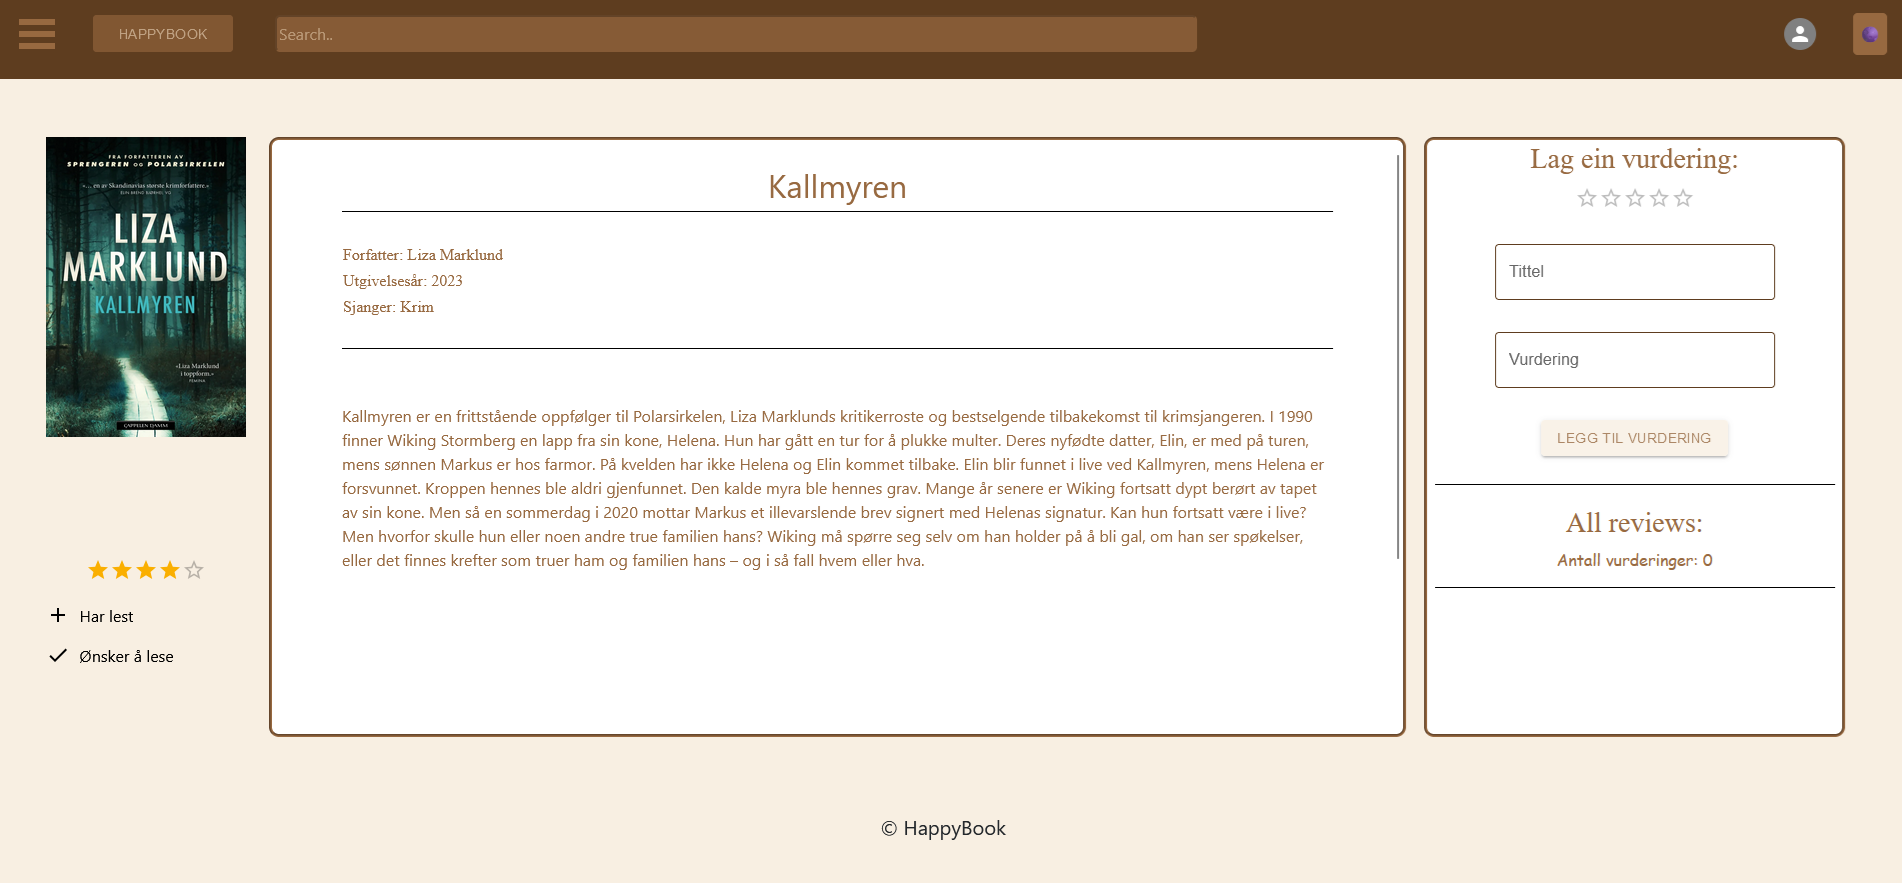 HAPPYBOOK
Search..
FRA FORFATTEREN AV
SPRENGEREN OG POLARSIRKELEN
«... en av Skandinavias største krimforfattere.»
LIZA
MARKLUND
KALLMYREN
«Liza Marklund
i toppform.»
FEMINA
CAPPELEN DAMM
Har lest
Ønsker å lese
Kallmyren
Forfatter: Liza Marklund
Utgivelsesår: 2023
Sjanger: Krim
Kallmyren er en frittstående oppfølger til Polarsirkelen, Liza Marklunds kritikerroste og bestselgende tilbakekomst til krimsjangeren. I 1990
finner Wiking Stormberg en lapp fra sin kone, Helena. Hun har gått en tur for å plukke multer. Deres nyfødte datter, Elin, er med på turen,
mens sønnen Markus er hos farmor. På kvelden har ikke Helena og Elin kommet tilbake. Elin blir funnet i live ved Kallmyren, mens Helena er
forsvunnet. Kroppen hennes ble aldri gjenfunnet. Den kalde myra ble hennes grav. Mange år senere er Wiking fortsatt dypt berørt av tapet
av sin kone. Men så en sommerdag i 2020 mottar Markus et illevarslende brev signert med Helenas signatur. Kan hun fortsatt være i live?
Men hvorfor skulle hun eller noen andre true familien hans? Wiking må spørre seg selv om han holder på å bli gal, om han ser spøkelser,
eller det finnes krefter som truer ham og familien hans – og i så fall hvem eller hva.
Lag ein vurdering:
Tittel
Vurdering
LEGG TIL VURDERING
All reviews:
Antall vurderinger: 0
© HappyBook